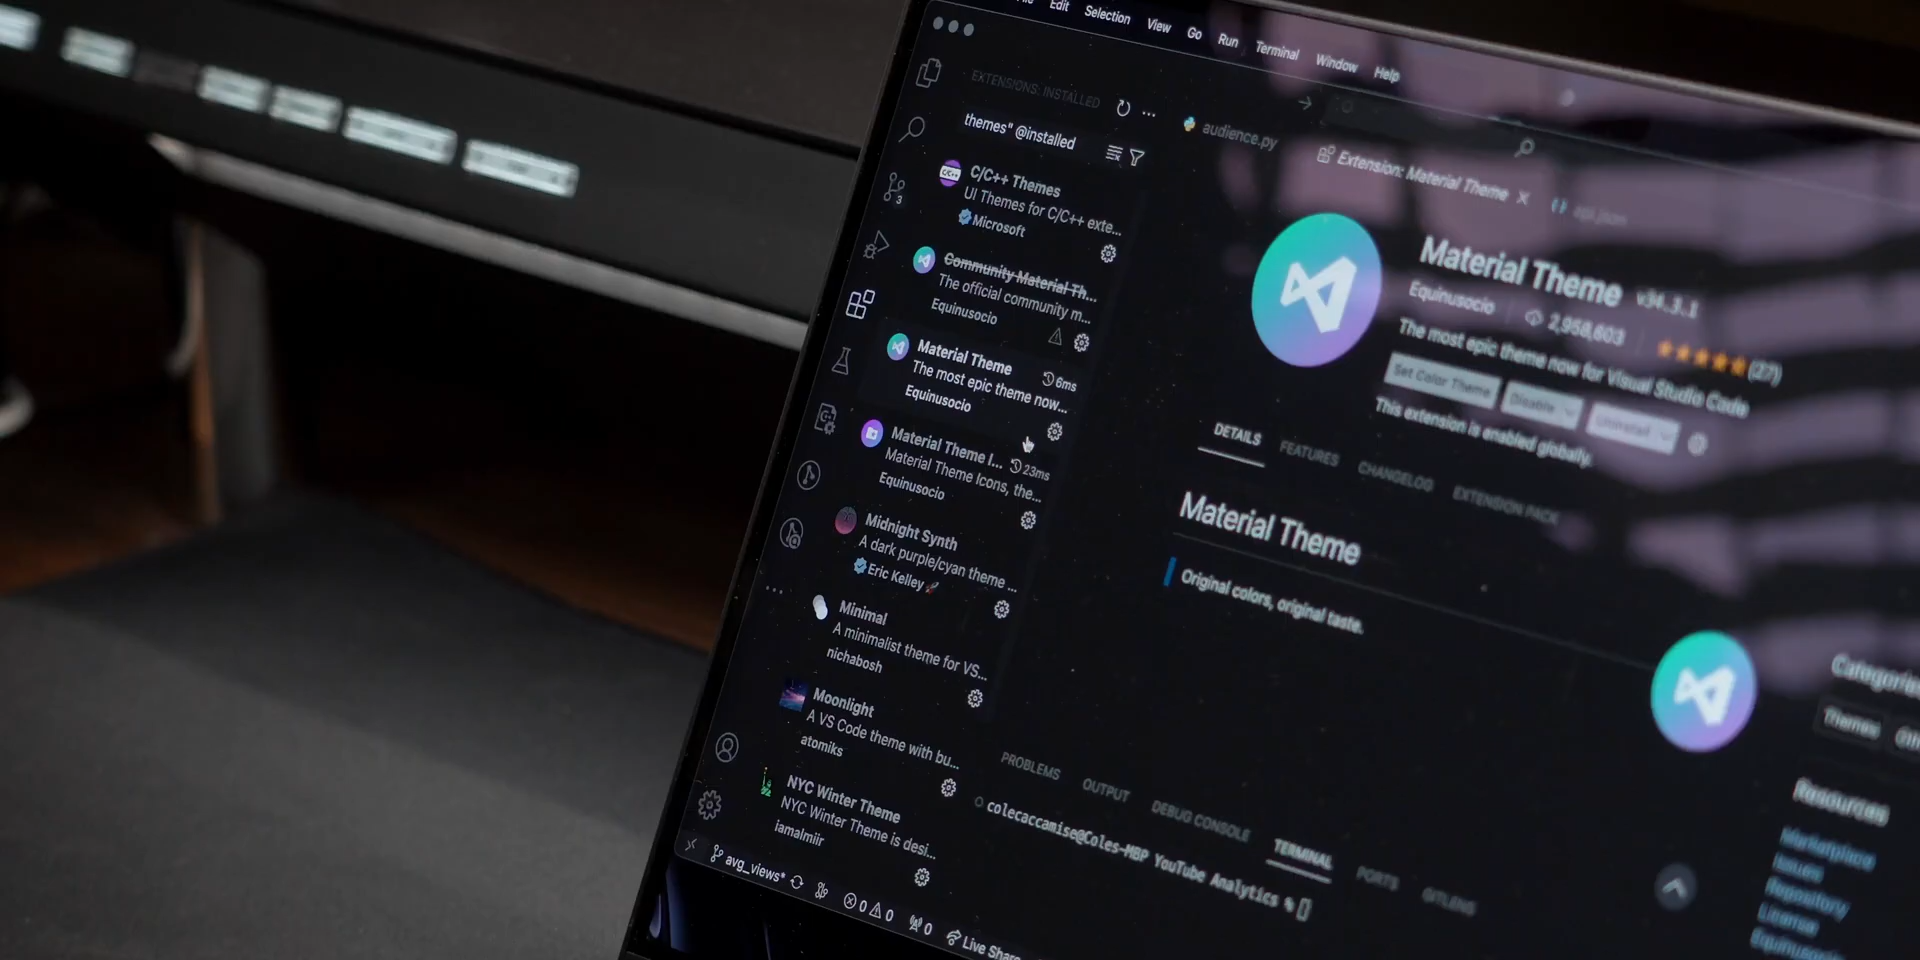 Edit Selection View Go Run Terminal Window Help
EXTENSIONS: INSTALLED
themes" @installed
C/C++ Themes
UI Themes for C/C++ exte...
Microsoft
Community Material Th...
The official community m...
Equinusocio
Material Theme
6ms
The most epic theme now...
Equinusocio
Material Theme I...
23ms
Material Theme Icons, the...
Equinusocio
Midnight Synth
A dark purple/cyan theme ...
Eric Kelley 🚀
Minimal
A minimalist theme for VS...
nichabosh
Moonlight
A VS Code theme with bu...
atomiks
NYC Winter Theme
NYC Winter Theme is desi...
iamalmiir
3
avg_views*
0 0
0
Live Share
audience.py
Extension: Material Theme
api.json
Material Theme v34.3.1
Equinusocio 2,958,603 (27)
The most epic theme now for Visual Studio Code
Set Color Theme Disable Uninstall
This extension is enabled globally.
DETAILS FEATURES CHANGELOG EXTENSION PACK
Material Theme
Original colors, original taste.
Categories
Themes
Resources
Marketplace
Issues
Repository
License
PROBLEMS OUTPUT DEBUG CONSOLE TERMINAL PORTS GITLENS
colecaccamise@Coles-MBP YouTube Analytics %